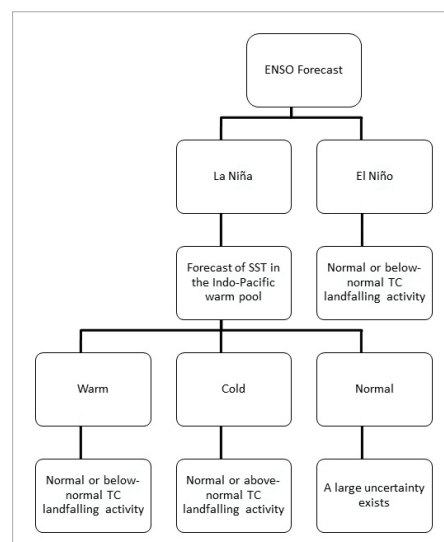 ENSO Forecast
La Niña
El Niño
Forecast of SST in
the Indo-Pacific
warm pool
Normal or below-
normal TC
landfalling activity
Warm
Cold
Normal
Normal or below-
normal TC
landfalling activity
Normal or above-
normal TC
landfalling activity
A large uncertainty
exists